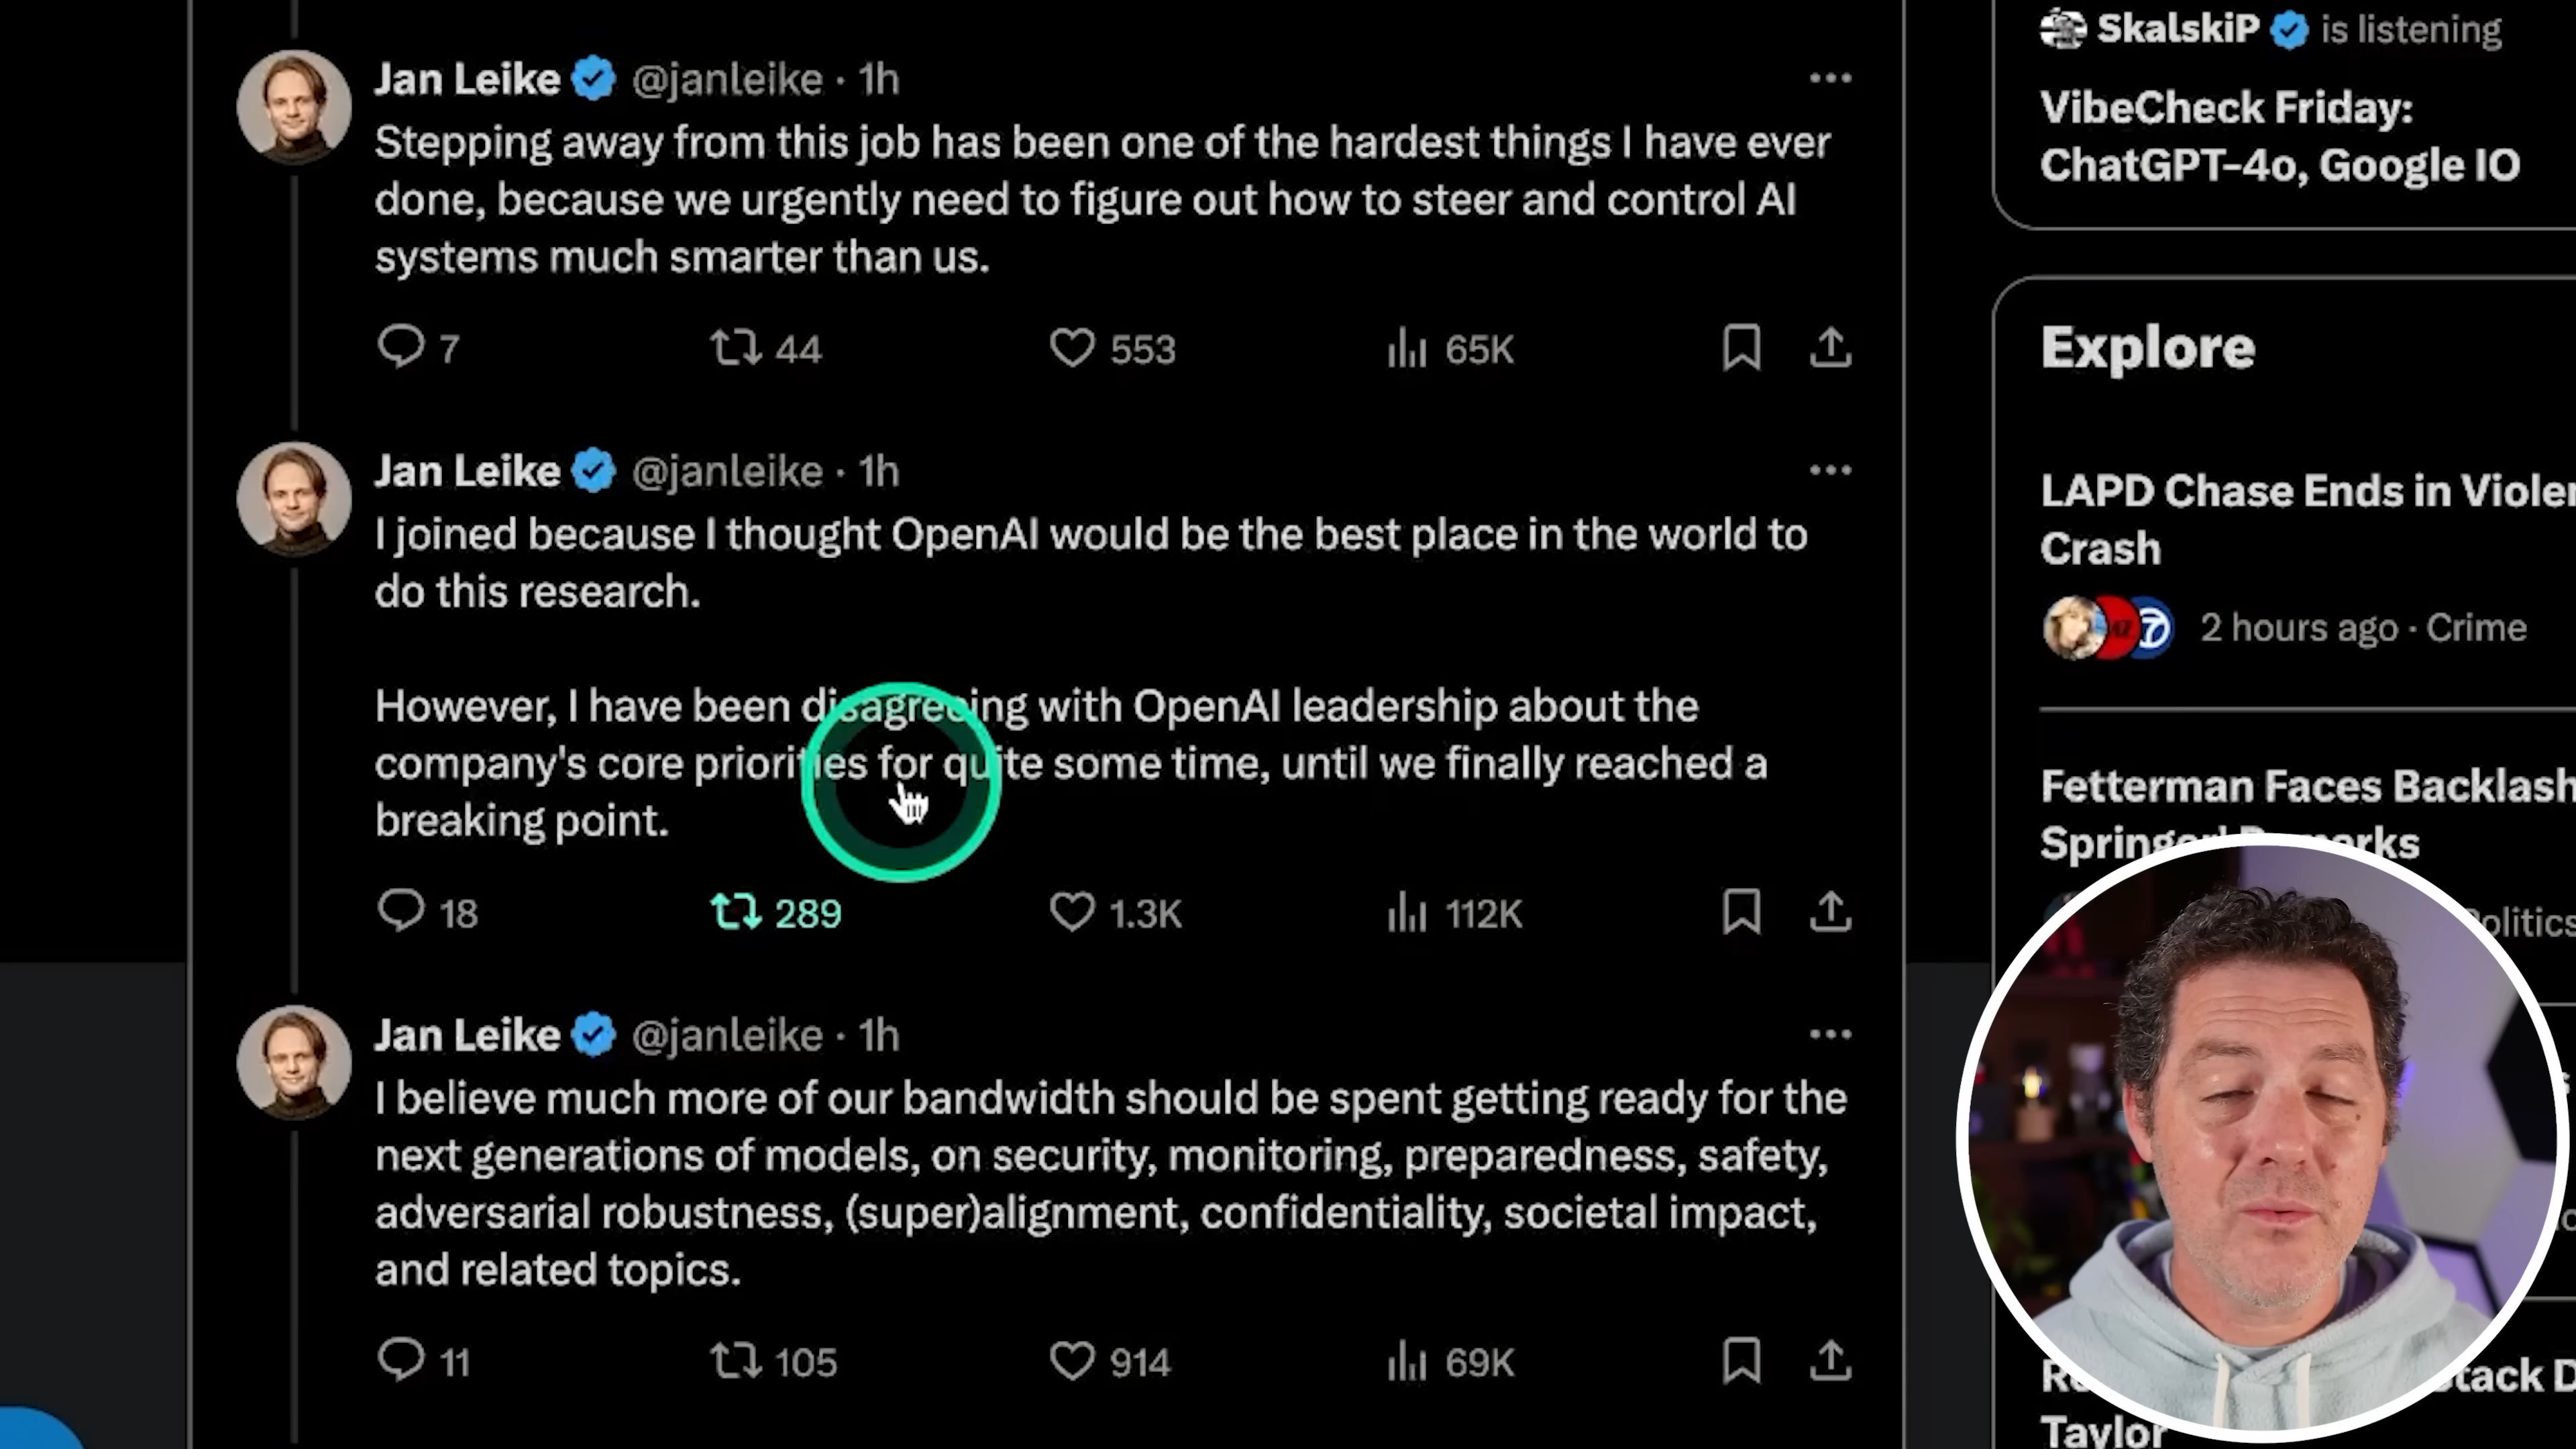 Jan Leike @janleike · 1h
Stepping away from this job has been one of the hardest things I have ever
done, because we urgently need to figure out how to steer and control AI
systems much smarter than us.
7 44 553 65K
Jan Leike @janleike · 1h
I joined because I thought OpenAI would be the best place in the world to
do this research.
However, I have been disagreeing with OpenAI leadership about the
company's core priorities for quite some time, until we finally reached a
breaking point.
18 289 1.3K 112K
Jan Leike @janleike · 1h
I believe much more of our bandwidth should be spent getting ready for the
next generations of models, on security, monitoring, preparedness, safety,
adversarial robustness, (super)alignment, confidentiality, societal impact,
and related topics.
11 105 914 69K
SkalskiP is listening
VibeCheck Friday:
ChatGPT-4o, Google IO
Explore
LAPD Chase Ends in
Crash
7
2 hours ago · Crime
Fetterman Faces Backlash
Taylor